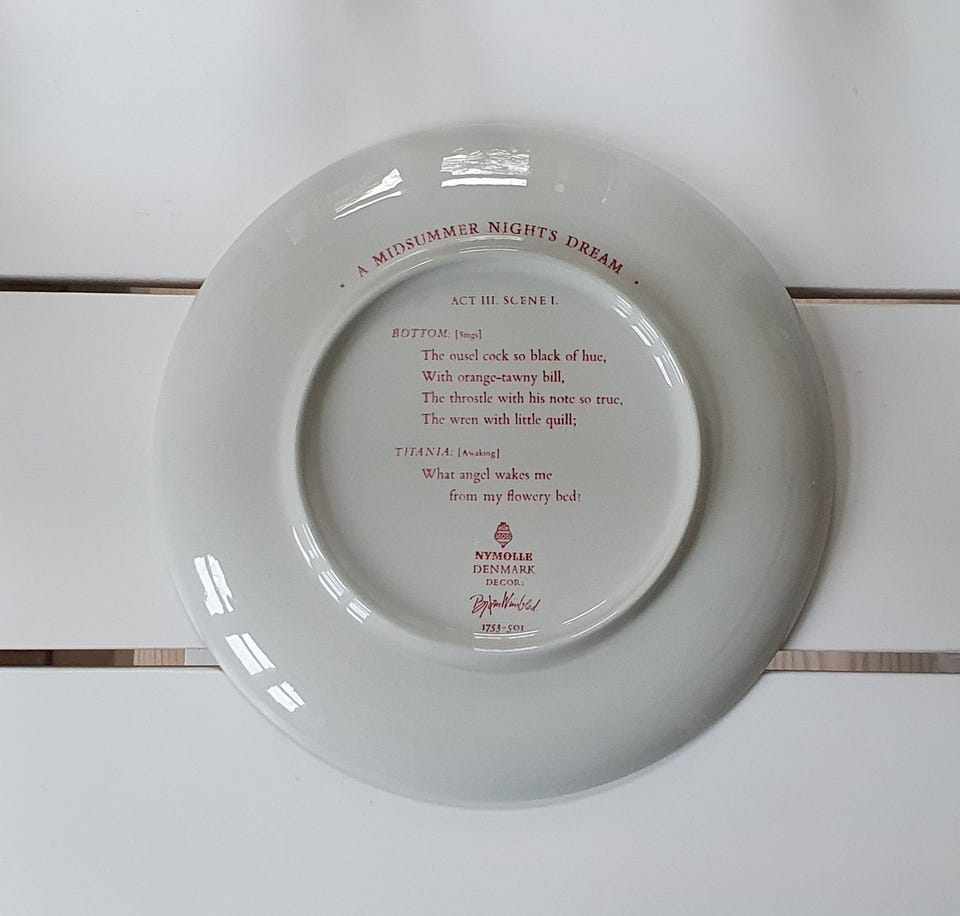 • A MIDSUMMER NIGHTS DREAM •
ACT III. SCENE I.
BOTTOM: [Sings]
The ousel cock so black of hue,
With orange-tawny bill,
The throstle with his note so true,
The wren with little quill;
TITANIA: [Awaking]
What angel wakes me
from my flowery bed?
NYMOLLE
DENMARK
DECOR:
Bjørn Wiinblad
1753-501